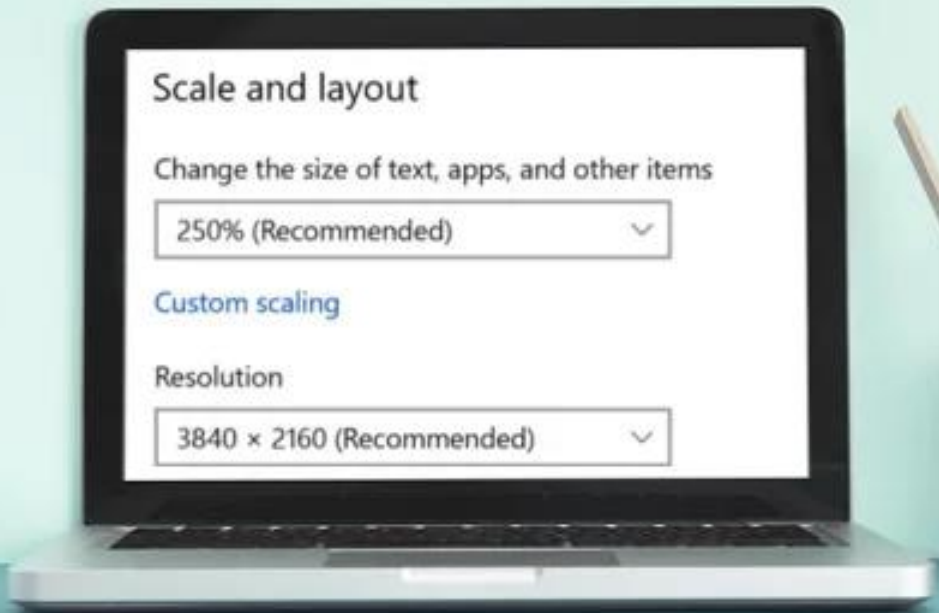 Scale and layout
Change the size of text, apps, and other items
250% (Recommended)
Custom scaling
Resolution
3840 × 2160 (Recommended)